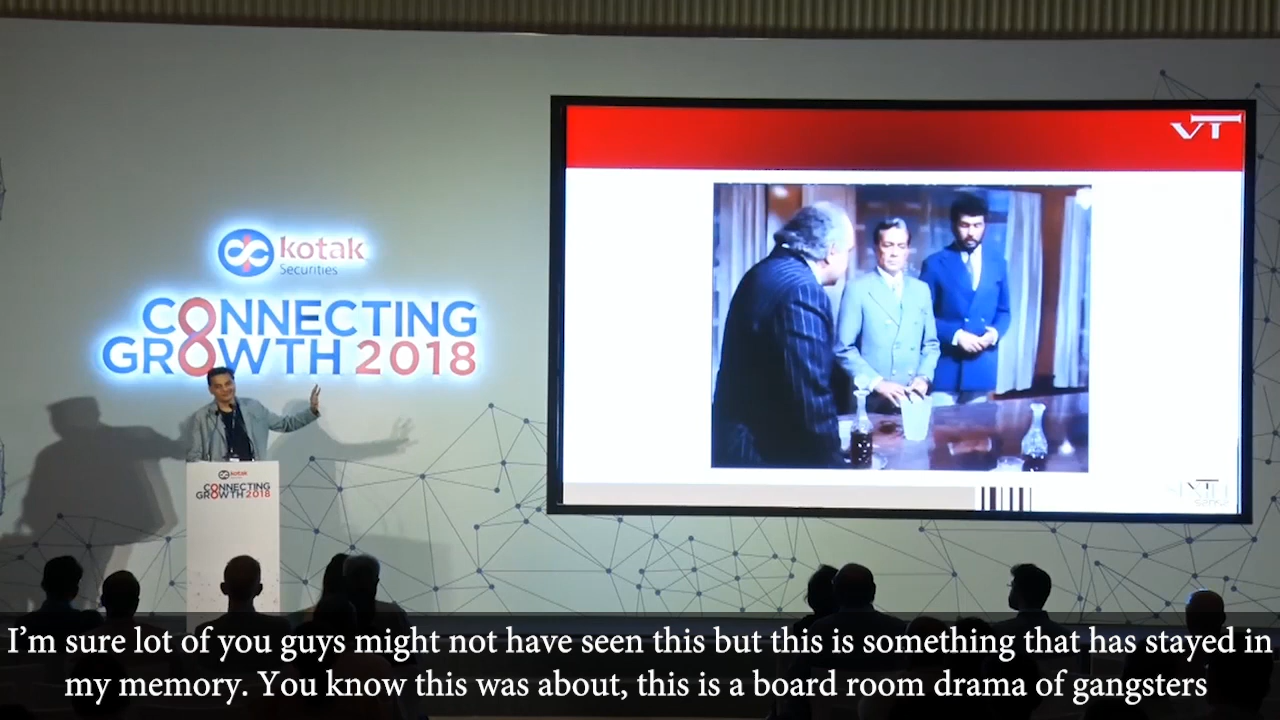 VT
kotak
Securities
CONNECTING
GROWTH 2018
kotak
CONNECTING
GROWTH 2018
I'm sure lot of you guys might not have seen this but this is something that has stayed in
my memory. You know this was about, this is a board room drama of gangsters